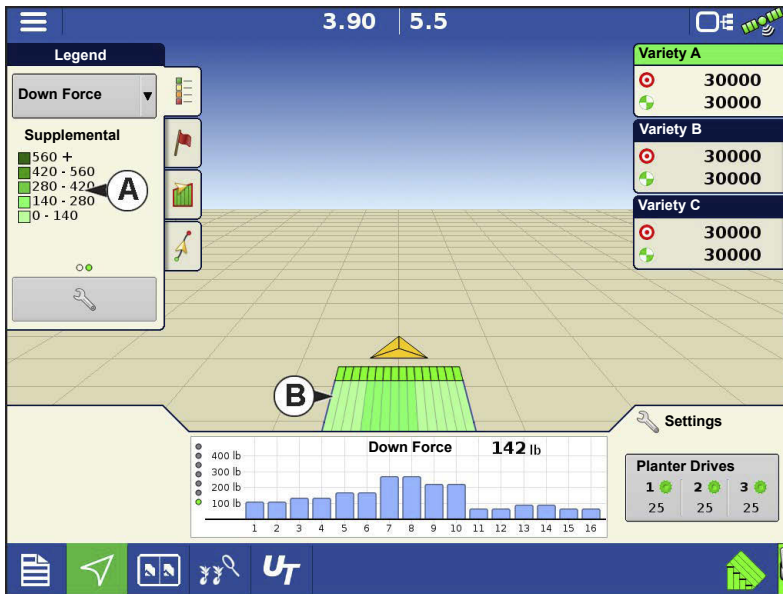 3.90 5.5
Legend
Down Force
Supplemental
560 +
420 - 560
280 - 420
140 - 280
0 - 140
A
Variety A
30000
30000
Variety B
30000
30000
Variety C
30000
30000
B
Settings
Down Force 142 lb
400 lb
300 lb
200 lb
100 lb
1 2 3 4 5 6 7 8 9 10 11 12 13 14 15 16
Planter Drives
1 2 3
25 25 25
UT